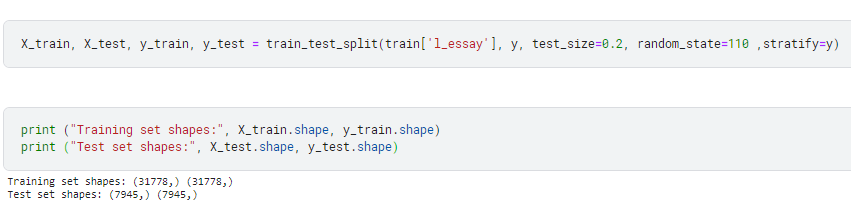 X_train, X_test, y_train, y_test = train_test_split(train['l_essay'], y, test_size=0.2, random_state=110 ,stratify=y)
print ("Training set shapes:", X_train.shape, y_train.shape)
print ("Test set shapes:", X_test.shape, y_test.shape)
Training set shapes: (31778,) (31778,)
Test set shapes: (7945,) (7945,)